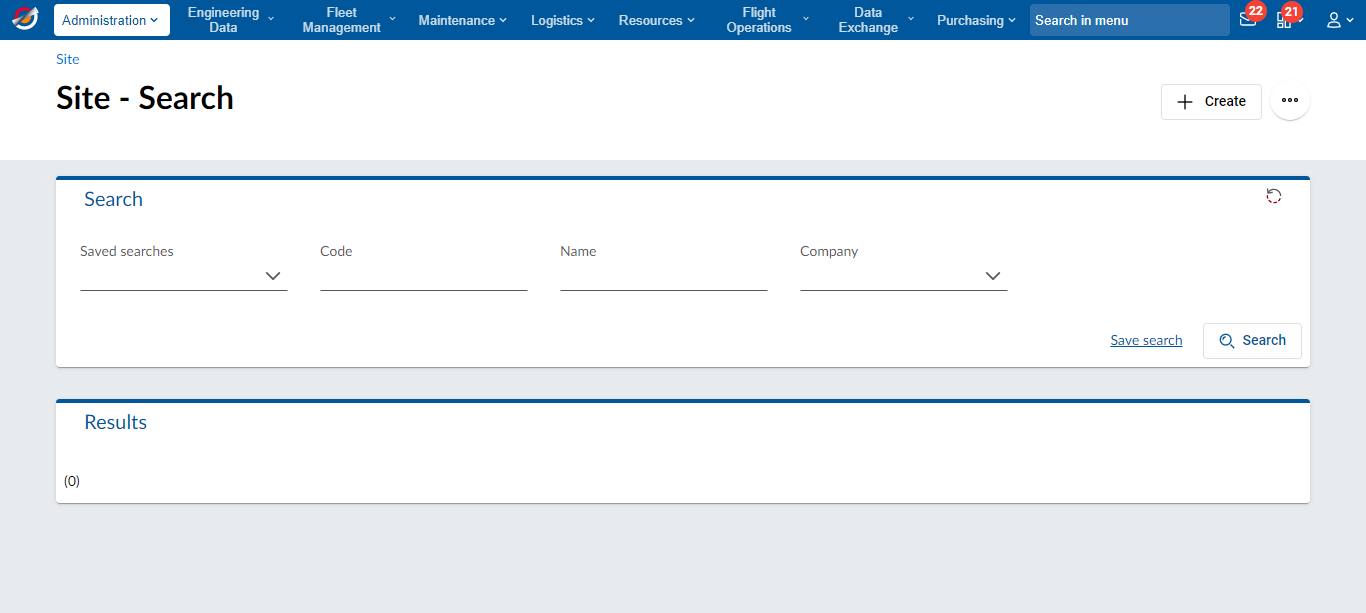 Administration
Engineering
Data
Fleet
Management
Maintenance
Logistics
Resources
Flight
Operations
Data
Exchange
Purchasing
Search in menu
22
21
Site
Site - Search
Create
Search
Saved searches
Code
Name
Company
Save search
Search
Results
(0)